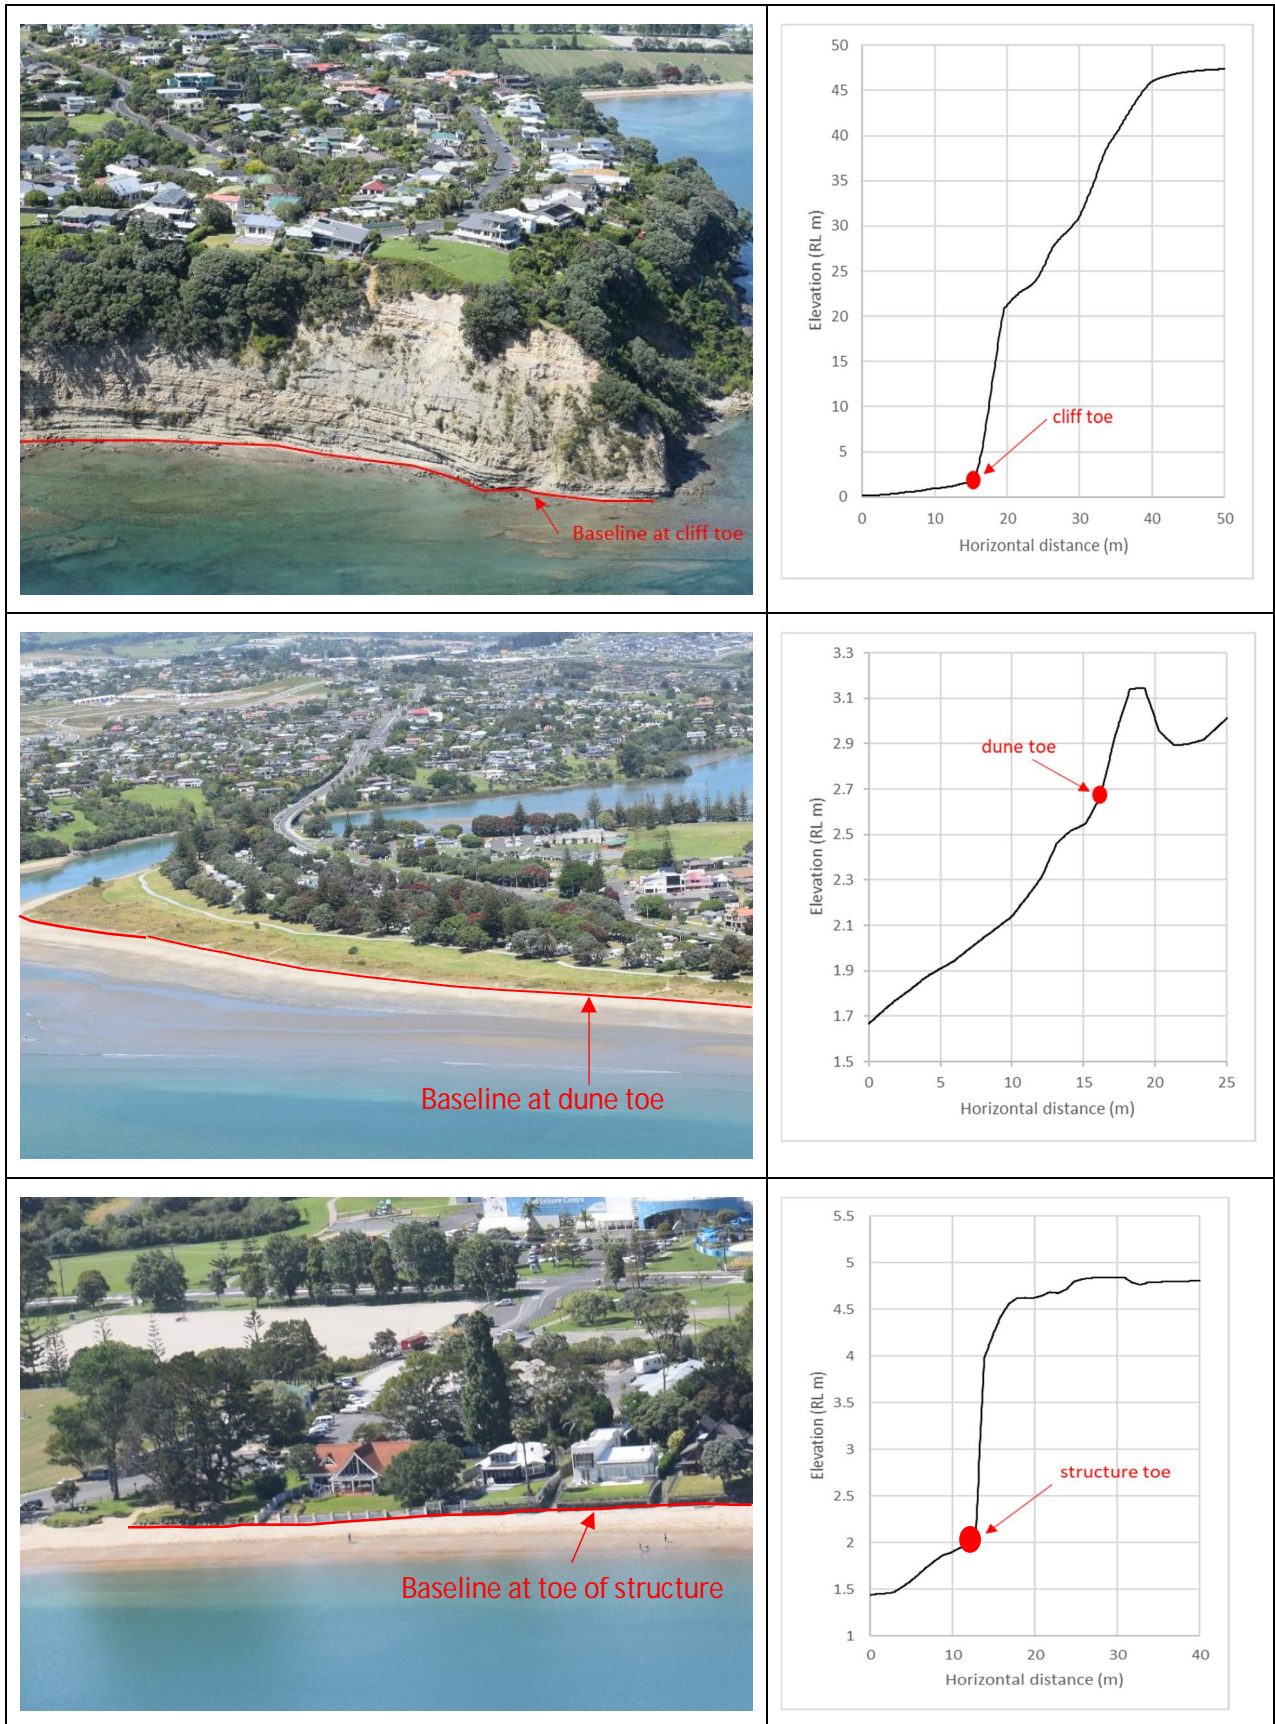 Baseline at cliff toe
50
45
40
35
30
25
20
15
10
5
0
Elevation (RL m)
cliff toe
0 10 20 30 40 50
Horizontal distance (m)
Baseline at dune toe
3.3
3.1
2.9
2.7
2.5
2.3
2.1
1.9
1.7
1.5
Elevation (RL m)
dune toe
0 5 10 15 20 25
Horizontal distance (m)
Leisure Centre
Baseline at toe of structure
5.5
5
4.5
4
3.5
3
2.5
2
1.5
1
Elevation (RL m)
structure toe
0 10 20 30 40
Horizontal distance (m)